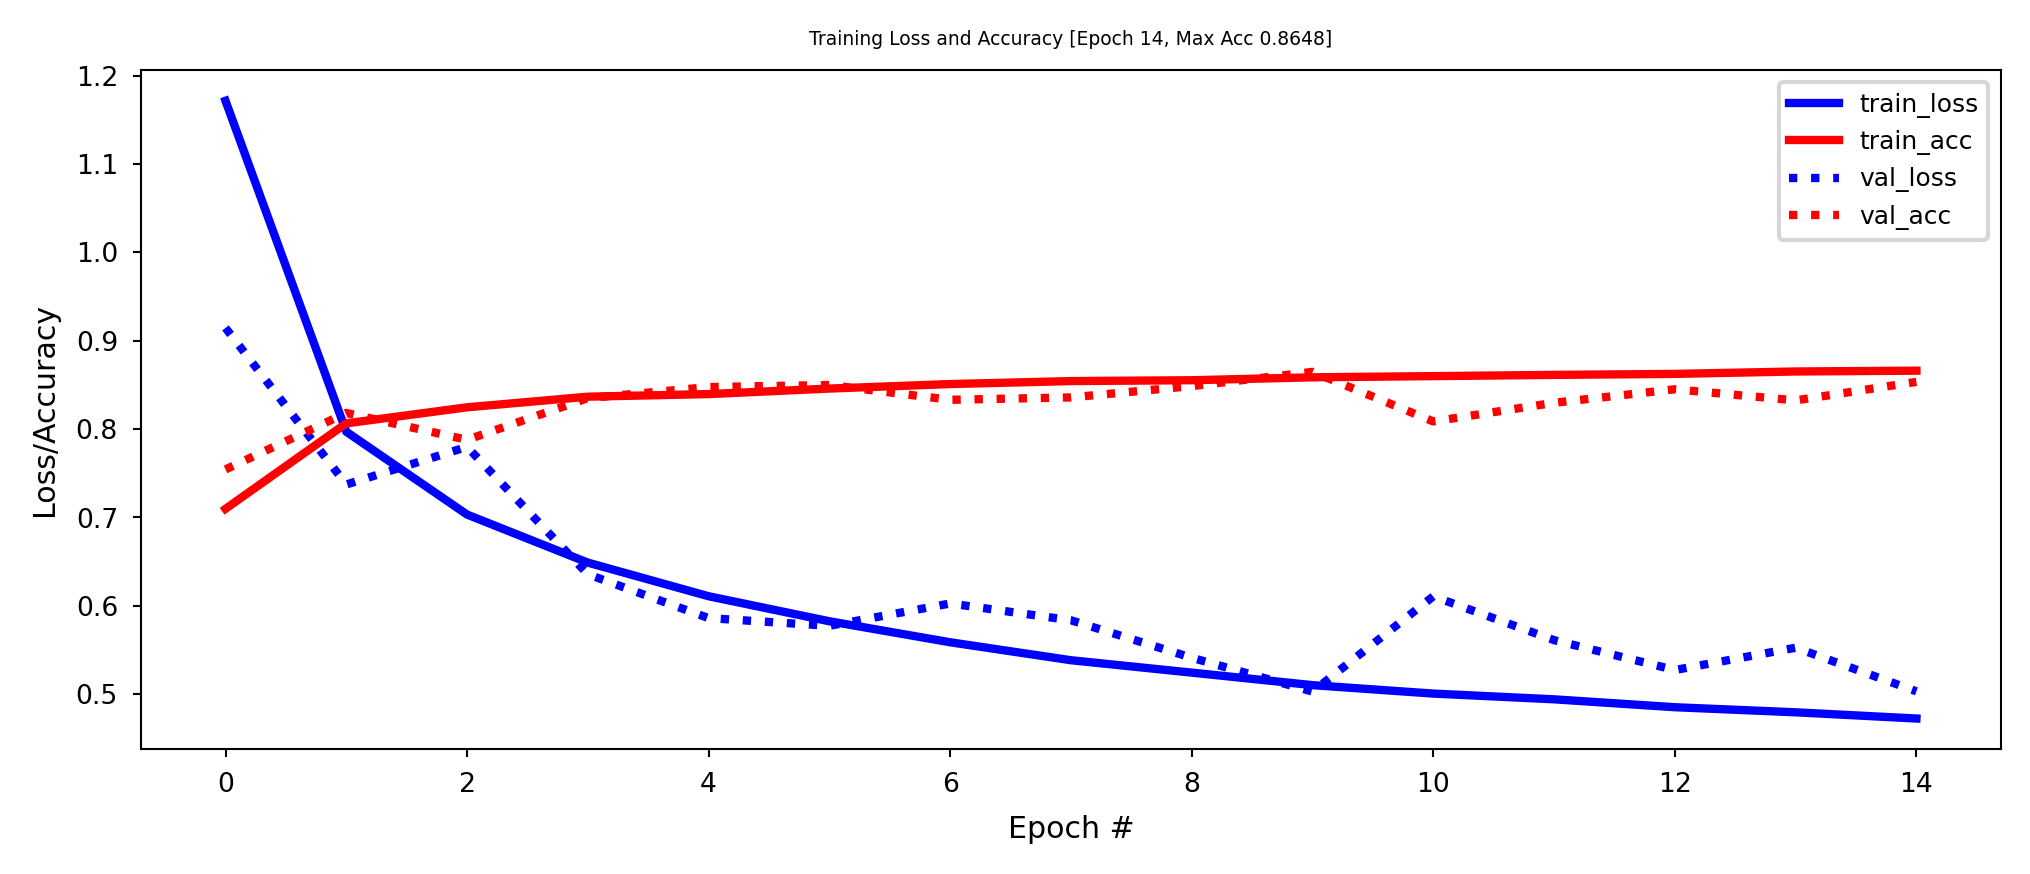 Training Loss and Accuracy [Epoch 14, Max Acc 0.8648]
1.2
1.1
1.0
0.9
0.8
0.7
0.6
0.5
Loss/Accuracy
train_loss
train_acc
val_loss
val_acc
0 2 4 6 8 10 12 14
Epoch #